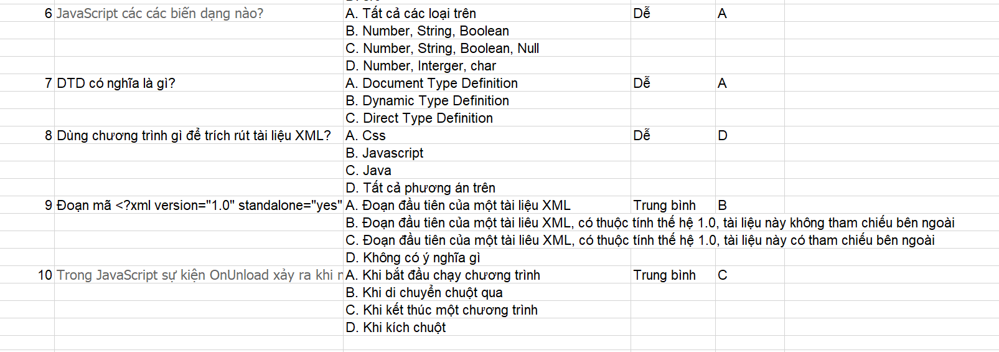 6 JavaScript các các biến dạng nào? A. Tất cả các loại trên Dễ A
B. Number, String, Boolean
C. Number, String, Boolean, Null
D. Number, Interger, char
7 DTD có nghĩa là gì? A. Document Type Definition Dễ A
B. Dynamic Type Definition
C. Direct Type Definition
8 Dùng chương trình gì để trích rút tài liệu XML? A. Css Dễ D
B. Javascript
C. Java
D. Tất cả phương án trên
9 Đoạn mã <?xml version="1.0" standalone="yes" A. Đoạn đầu tiên của một tài liệu XML Trung bình B
B. Đoạn đầu tiên của một tài liêu XML, có thuộc tính thế hệ 1.0, tài liệu này không tham chiếu bên ngoài
C. Đoạn đầu tiên của một tài liêu XML, có thuộc tính thế hệ 1.0, tài liệu này có tham chiếu bên ngoài
D. Không có ý nghĩa gì
10 Trong JavaScript sự kiện OnUnload xảy ra khi A. Khi bắt đầu chạy chương trình Trung bình C
B. Khi di chuyển chuột qua
C. Khi kết thúc một chương trình
D. Khi kích chuột